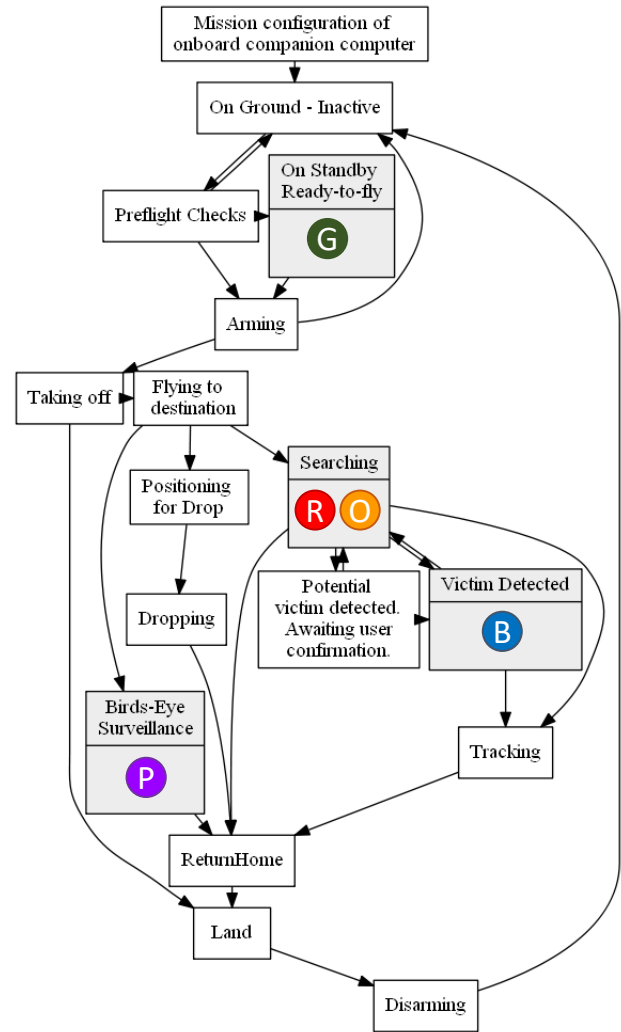 Mission configuration of
onboard companion computer
On Ground - Inactive
On Standby
Ready-to-fly
G
Preflight Checks
Arming
Taking off
Flying to
destination
Searching
R O
Positioning
for Drop
Potential
victim detected.
Awaiting user
confirmation.
Victim Detected
B
Dropping
Birds-Eye
Surveillance
P
Tracking
ReturnHome
Land
Disarming